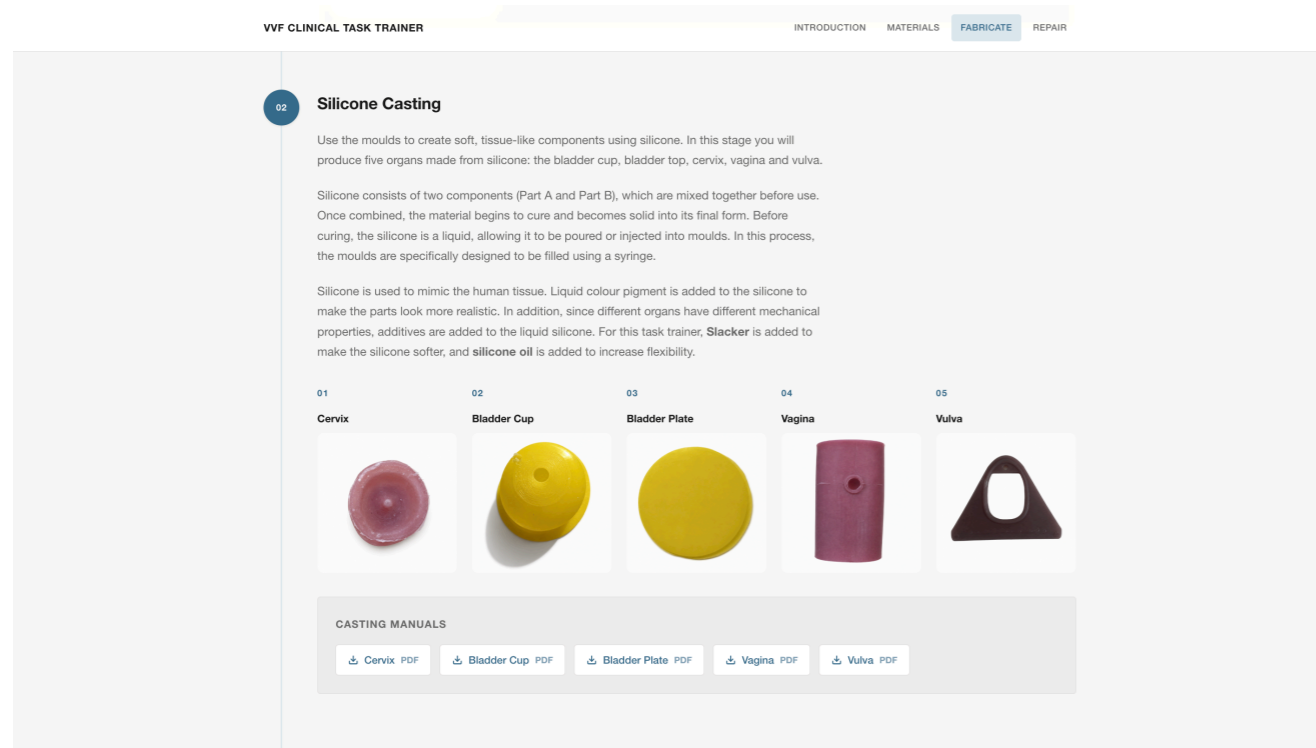 VVF CLINICAL TASK TRAINER
INTRODUCTION MATERIALS FABRICATE REPAIR
02
Silicone Casting
Use the moulds to create soft, tissue-like components using silicone. In this stage you will
produce five organs made from silicone: the bladder cup, bladder top, cervix, vagina and vulva.
Silicone consists of two components (Part A and Part B), which are mixed together before use.
Once combined, the material begins to cure and becomes solid into its final form. Before
curing, the silicone is a liquid, allowing it to be poured or injected into moulds. In this process,
the moulds are specifically designed to be filled using a syringe.
Silicone is used to mimic the human tissue. Liquid colour pigment is added to the silicone to
make the parts look more realistic. In addition, since different organs have different mechanical
properties, additives are added to the liquid silicone. For this task trainer, Slacker is added to
make the silicone softer, and silicone oil is added to increase flexibility.
01 02 03 04 05
Cervix Bladder Cup Bladder Plate Vagina Vulva
CASTING MANUALS
Cervix PDF Bladder Cup PDF Bladder Plate PDF Vagina PDF Vulva PDF